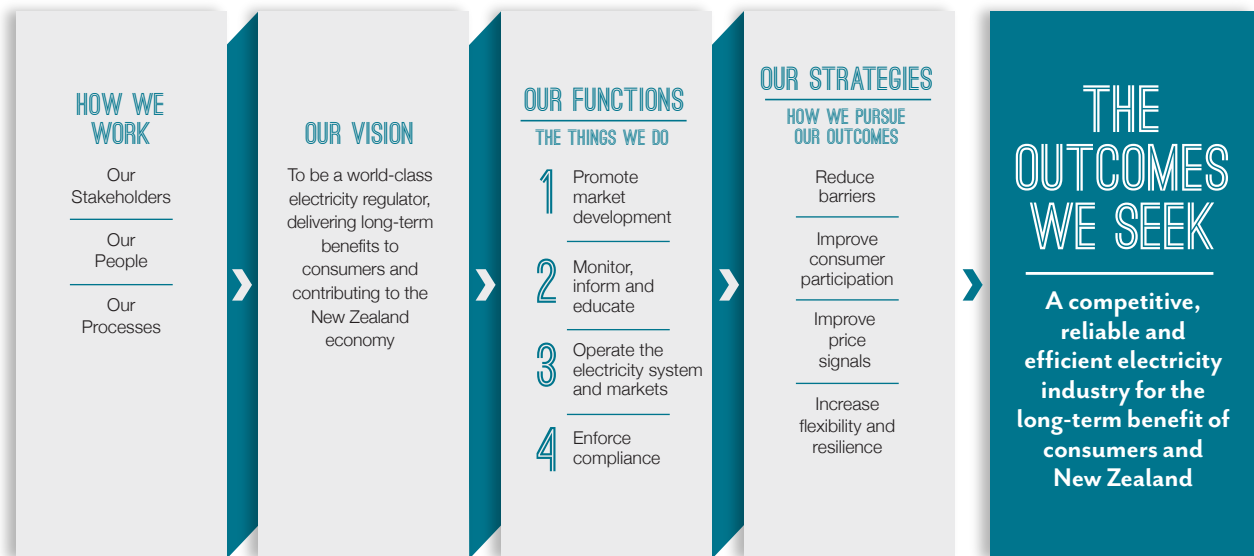 HOW WE
WORK
Our
Stakeholders
Our
People
Our
Processes
OUR VISION
To be a world-class
electricity regulator,
delivering long-term
benefits to
consumers and
contributing to the
New Zealand
economy
OUR FUNCTIONS
THE THINGS WE DO
1 Promote
market
development
2 Monitor,
inform and
educate
3 Operate the
electricity system
and markets
4 Enforce
compliance
OUR STRATEGIES
HOW WE PURSUE
OUR OUTCOMES
Reduce
barriers
Improve
consumer
participation
Improve
price
signals
Increase
flexibility and
resilience
THE
OUTCOMES
WE SEEK
A competitive,
reliable and
efficient electricity
industry for the
long-term benefit of
consumers and
New Zealand